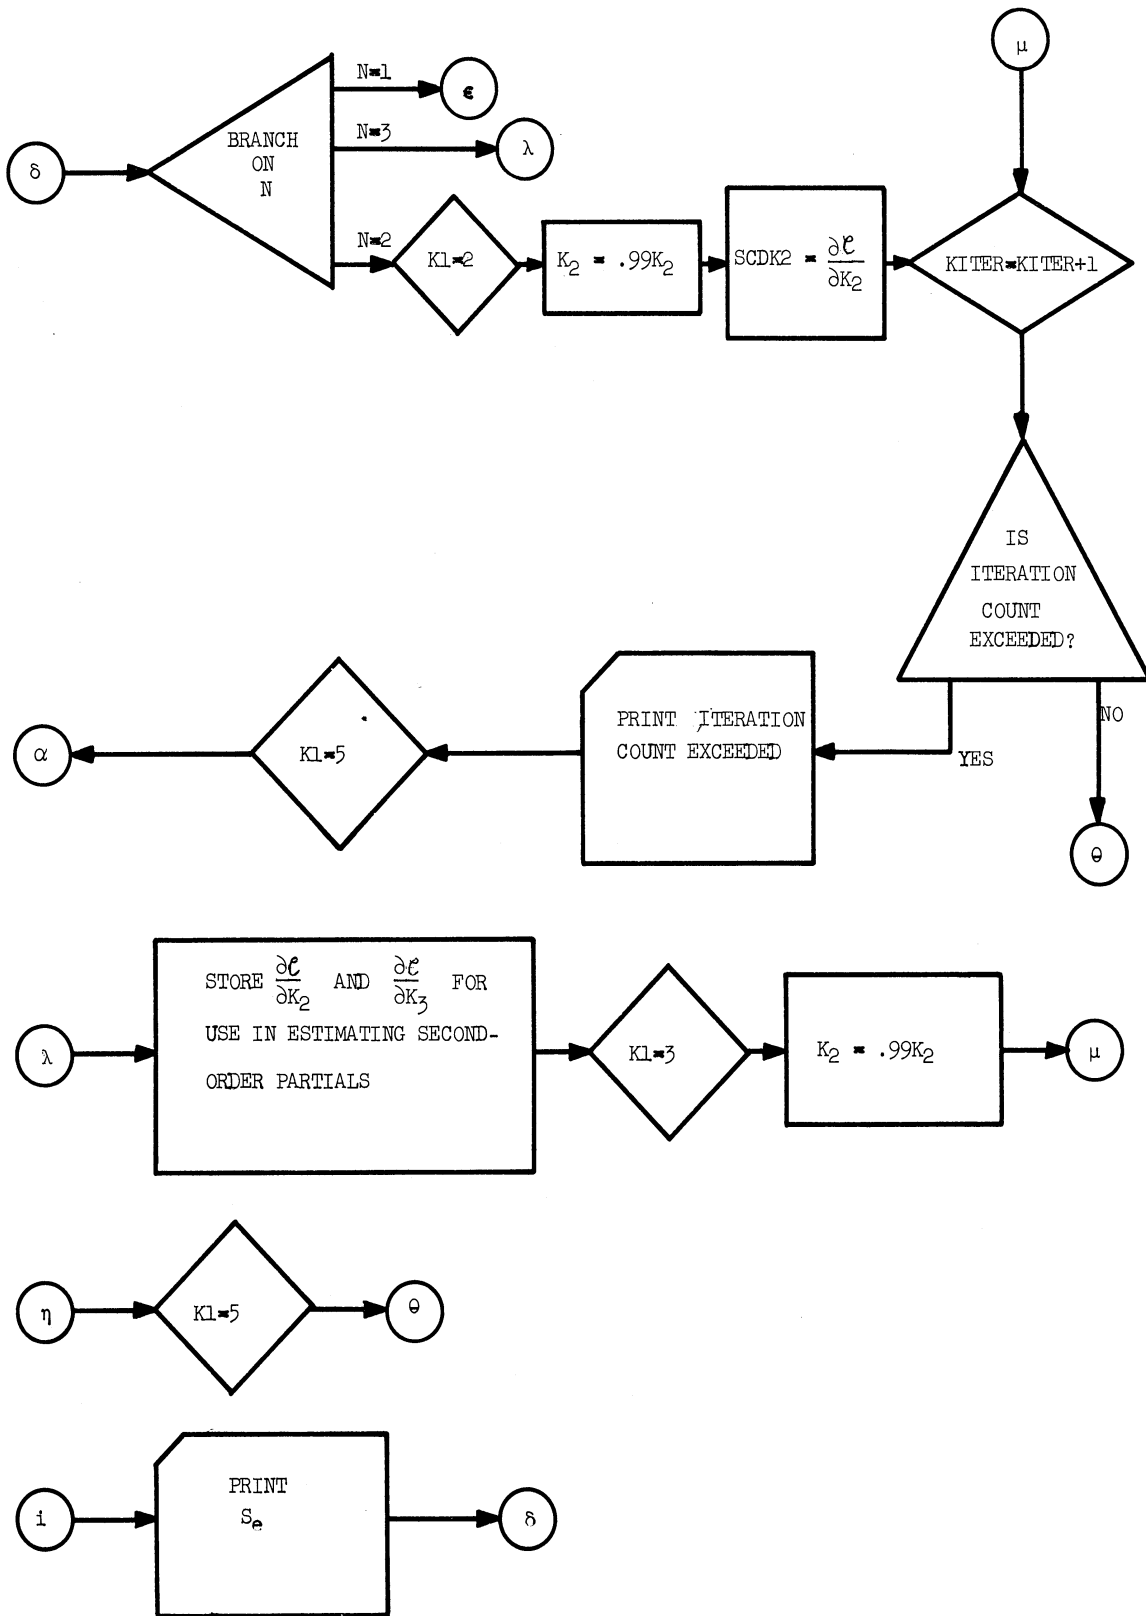 μ
N=1
ϵ
N=3
λ
BRANCH
ON
N
δ
N=2
K1=2
K₂ = .99K₂
SCDK2 = ∂ℓ/∂K₂
KITER=KITER+1
IS
ITERATION
COUNT
EXCEEDED?
NO
YES
PRINT ITERATION
COUNT EXCEEDED
K1=5
α
θ
STORE ∂ℓ/∂K₂ AND ∂ℓ/∂K₃ FOR
USE IN ESTIMATING SECOND-
ORDER PARTIALS
λ
K1=3
K₂ = .99K₂
μ
η
K1=5
θ
i
PRINT
Sₑ
δ